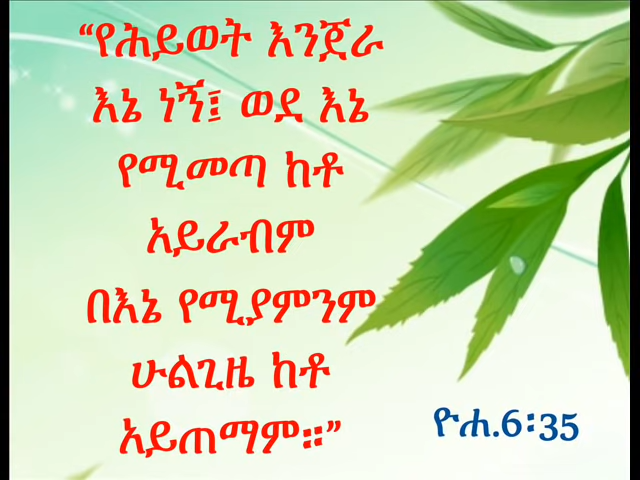 “የሕይወት እንጀራ
እኔ ነኝ፤ ወደ እኔ
የሚመጣ ከቶ
አይራብም
በእኔ የሚያምንም
ሁልጊዜ ከቶ
አይጠማም።”
ዮሐ.6፡35